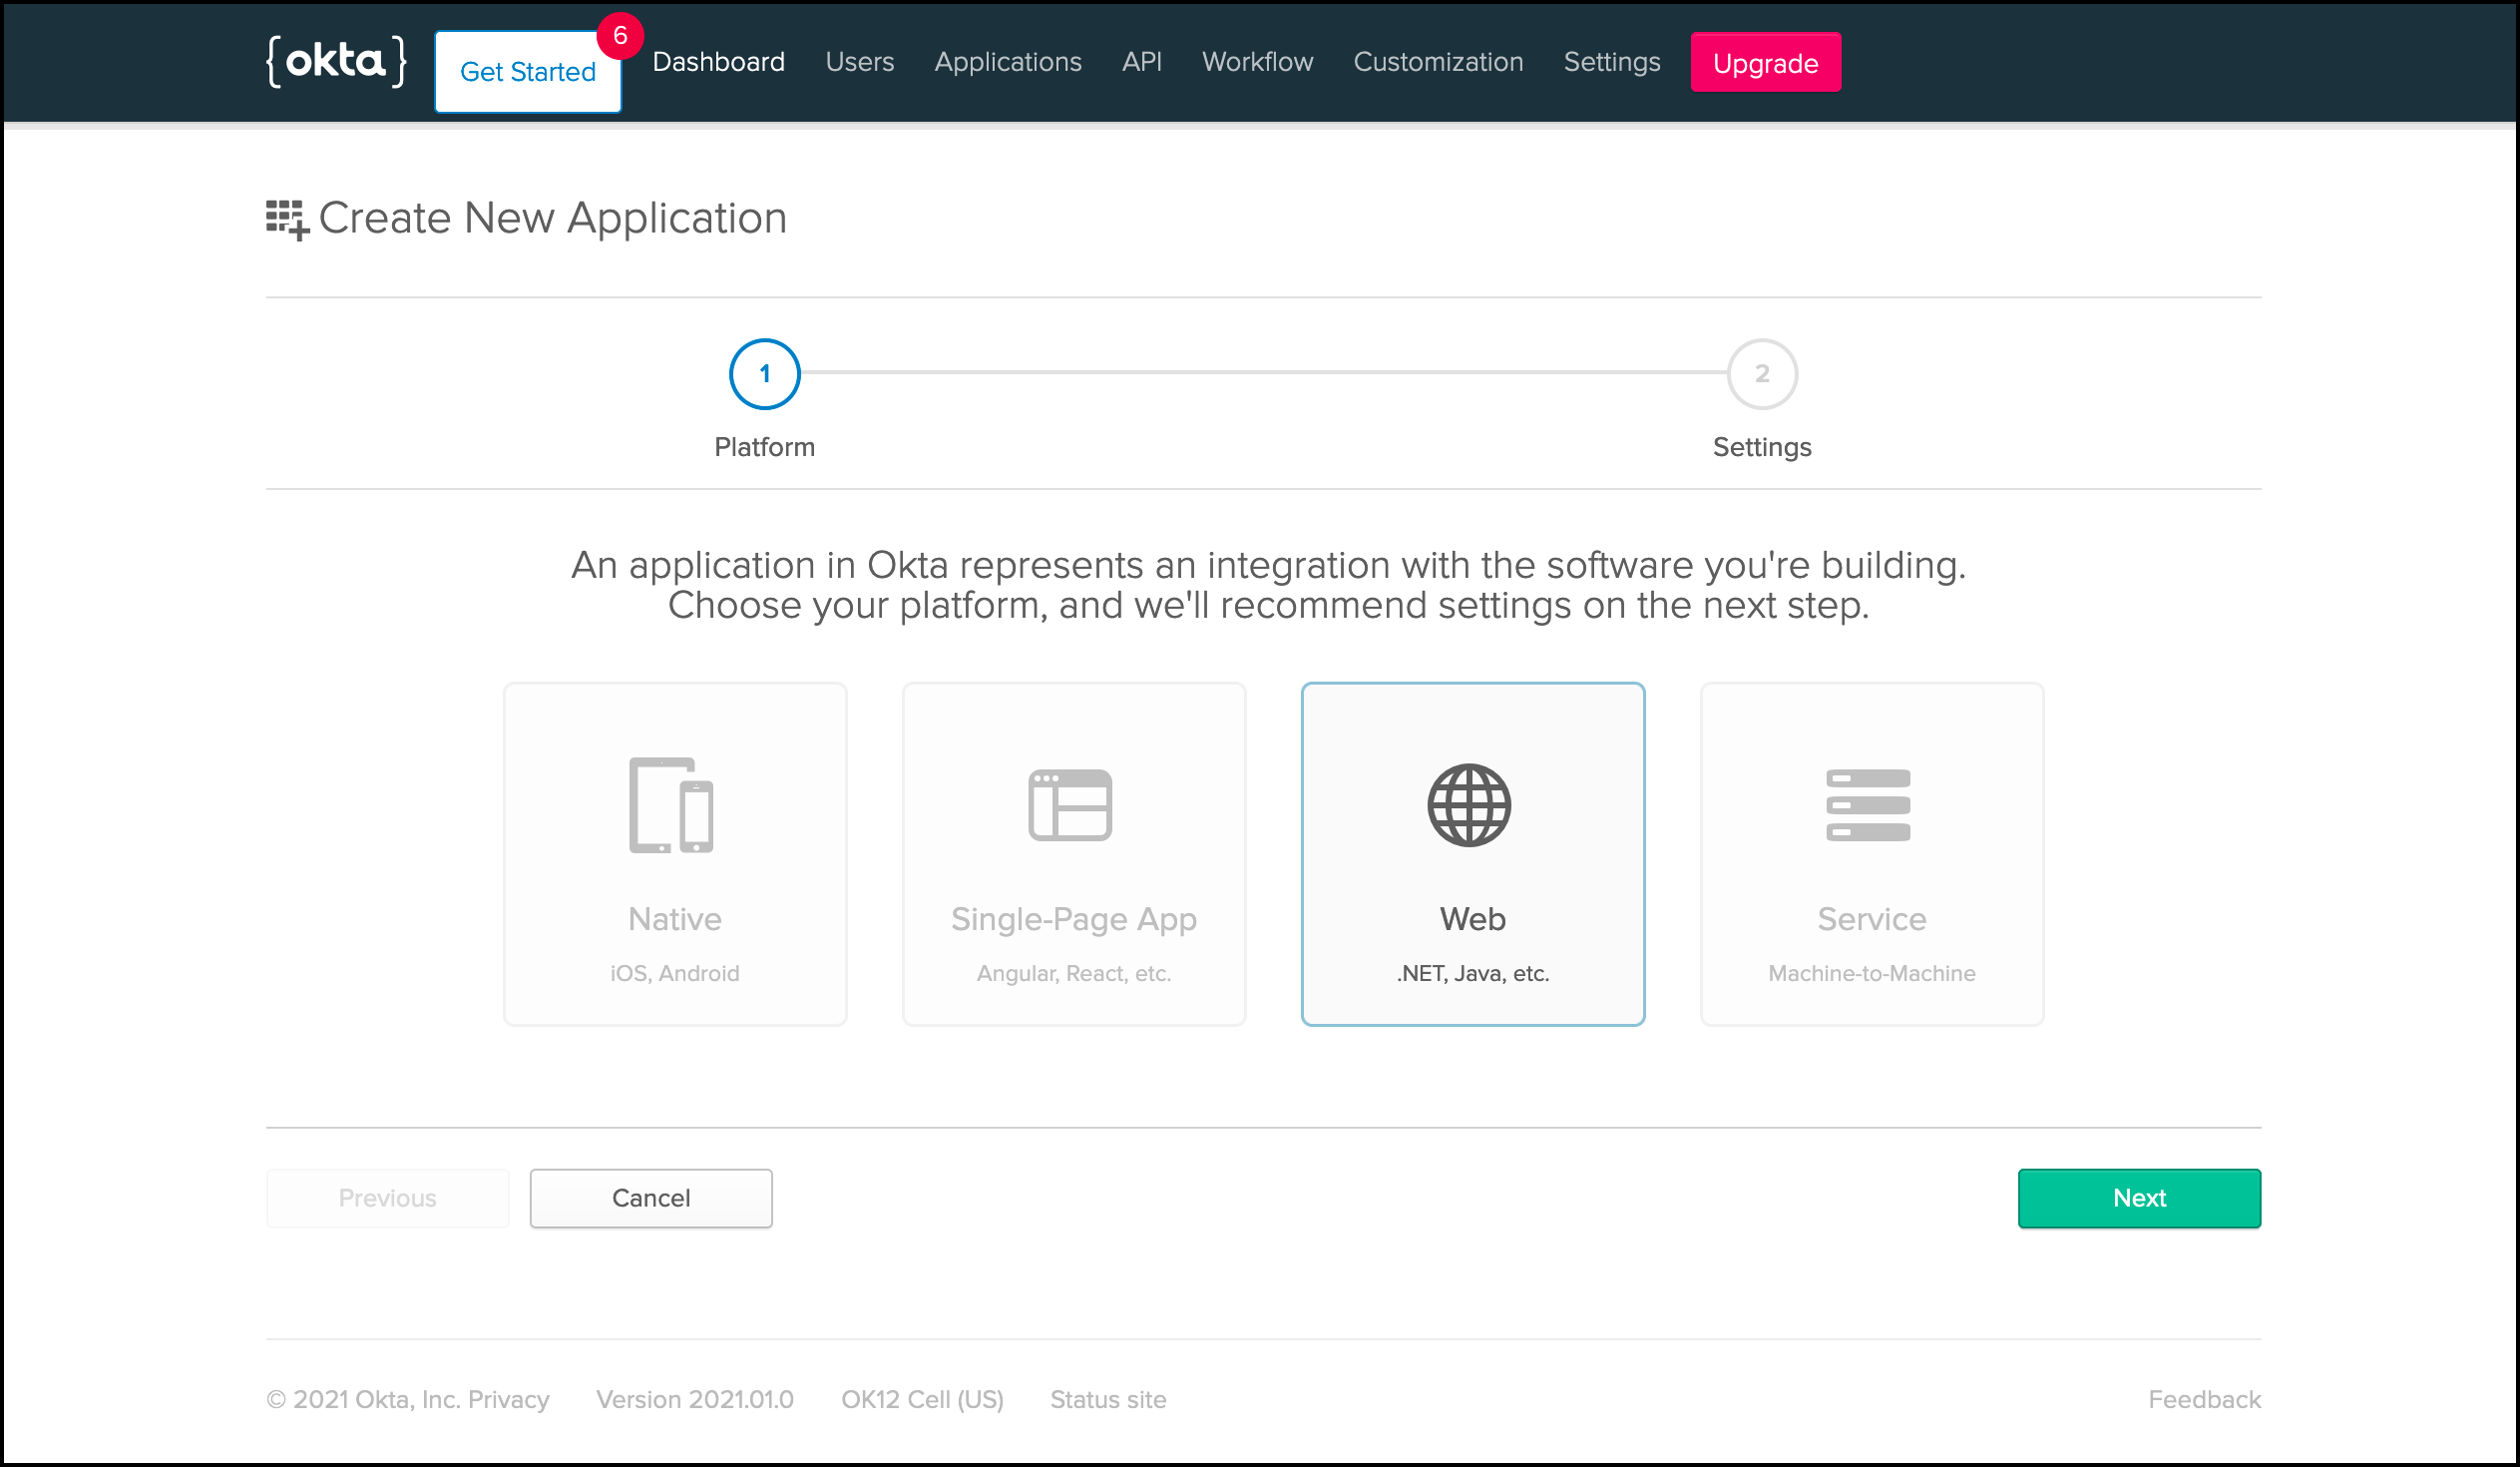 {okta} Get Started 6 Dashboard Users Applications API Workflow Customization Settings Upgrade
Create New Application
1 2
Platform Settings
An application in Okta represents an integration with the software you're building.
Choose your platform, and we'll recommend settings on the next step.
Native Single-Page App Web Service
iOS, Android Angular, React, etc. .NET, Java, etc. Machine-to-Machine
Previous Cancel Next
© 2021 Okta, Inc. Privacy Version 2021.01.0 OK12 Cell (US) Status site Feedback